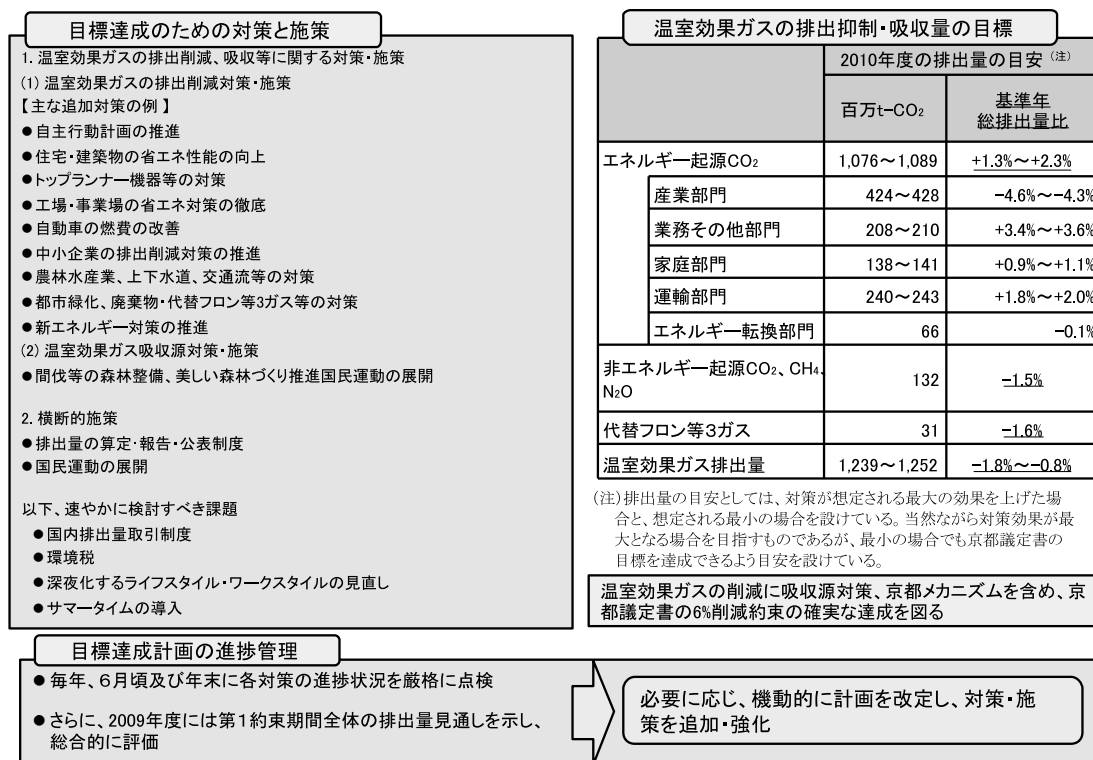 目標達成のための対策と施策
1. 温室効果ガスの排出削減、吸収等に関する対策・施策
(1) 温室効果ガスの排出削減対策・施策
【主な追加対策の例】
●自主行動計画の推進
●住宅・建築物の省エネ性能の向上
●トップランナー機器等の対策
●工場・事業場の省エネ対策の徹底
●自動車の燃費の改善
●中小企業の排出削減対策の推進
●農林水産業、上下水道、交通流等の対策
●都市緑化、廃棄物・代替フロン等3ガス等の対策
●新エネルギー対策の推進
(2) 温室効果ガス吸収源対策・施策
●間伐等の森林整備、美しい森林づくり推進国民運動の展開
2. 横断的施策
●排出量の算定・報告・公表制度
●国民運動の展開
以下、速やかに検討すべき課題
●国内排出量取引制度
●環境税
●深夜化するライフスタイル・ワークスタイルの見直し
●サマータイムの導入
温室効果ガスの排出抑制・吸収量の目標
2010年度の排出量の目安（注）
百万t-CO₂ 基準年
総排出量比
エネルギー起源CO₂ 1,076～1,089 +1.3%～+2.3%
産業部門 424～428 -4.6%～-4.3%
業務その他部門 208～210 +3.4%～+3.6%
家庭部門 138～141 +0.9%～+1.1%
運輸部門 240～243 +1.8%～+2.0%
エネルギー転換部門 66 -0.1%
非エネルギー起源CO₂、CH₄、
N₂O 132 -1.5%
代替フロン等3ガス 31 -1.6%
温室効果ガス排出量 1,239～1,252 -1.8%～-0.8%
（注）排出量の目安としては、対策が想定される最大の効果を上げた場
合と、想定される最小の場合を設けている。当然ながら対策効果が最
大となる場合を目指すものであるが、最小の場合でも京都議定書の
目標を達成できるよう目安を設けている。
温室効果ガスの削減に吸収源対策、京都メカニズムを含め、京
都議定書の6%削減約束の確実な達成を図る
目標達成計画の進捗管理
●毎年、６月頃及び年末に各対策の進捗状況を厳格に点検
●さらに、2009年度には第１約束期間全体の排出量見通しを示し、
総合的に評価
必要に応じ、機動的に計画を改定し、対策・施
策を追加・強化